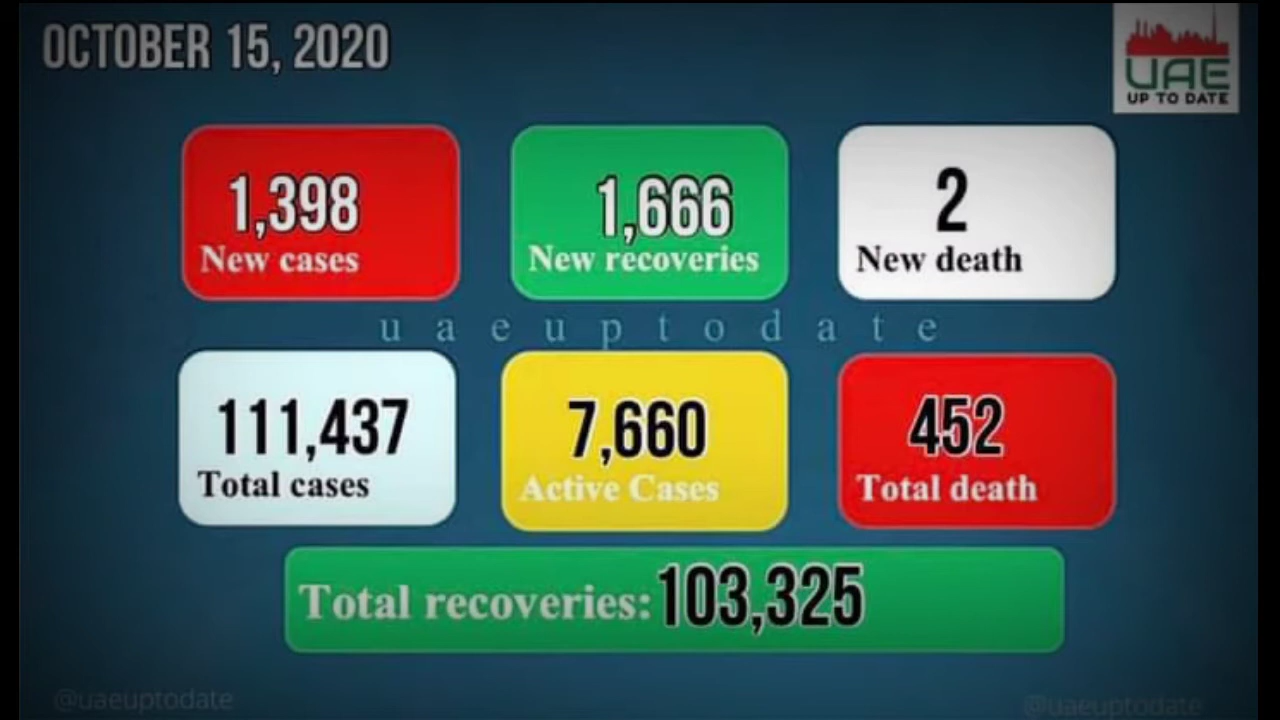 OCTOBER 15, 2020
UAE
UP TO DATE
1,398
New cases
1,666
New recoveries
2
New death
uaeuptodate
111,437
Total cases
7,660
Active Cases
452
Total death
Total recoveries: 103,325
@uaeuptodate
@uaeuptodate